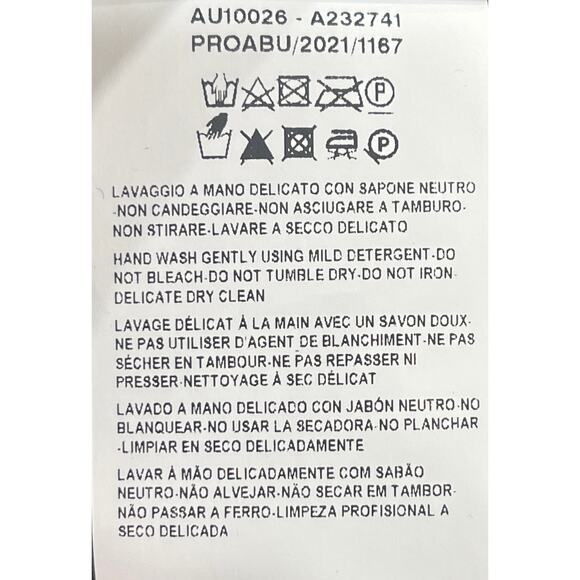 AU10026 - A232741
PROABU/2021/1167
P
P
LAVAGGIO A MANO DELICATO CON SAPONE NEUTRO
-NON CANDEGGIARE-NON ASCIUGARE A TAMBURO-
NON STIRARE-LAVARE A SECCO DELICATO
HAND WASH GENTLY USING MILD DETERGENT-DO
NOT BLEACH-DO NOT TUMBLE DRY-DO NOT IRON-
DELICATE DRY CLEAN
LAVAGE DÉLICAT À LA MAIN AVEC UN SAVON DOUX-
NE PAS UTILISER D'AGENT DE BLANCHIMENT-NE PAS
SÉCHER EN TAMBOUR-NE PAS REPASSER NI
PRESSER-NETTOYAGE À SEC DÉLICAT
LAVADO A MANO DELICADO CON JABÓN NEUTRO-NO
BLANQUEAR-NO USAR LA SECADORA-NO PLANCHAR
-LIMPIAR EN SECO DELICADAMENTE
LAVAR À MÃO DELICADAMENTE COM SABÃO
NEUTRO-NÃO ALVEJAR-NÃO SECAR EM TAMBOR-
NÃO PASSAR A FERRO-LIMPEZA PROFISIONAL A
SECO DELICADA